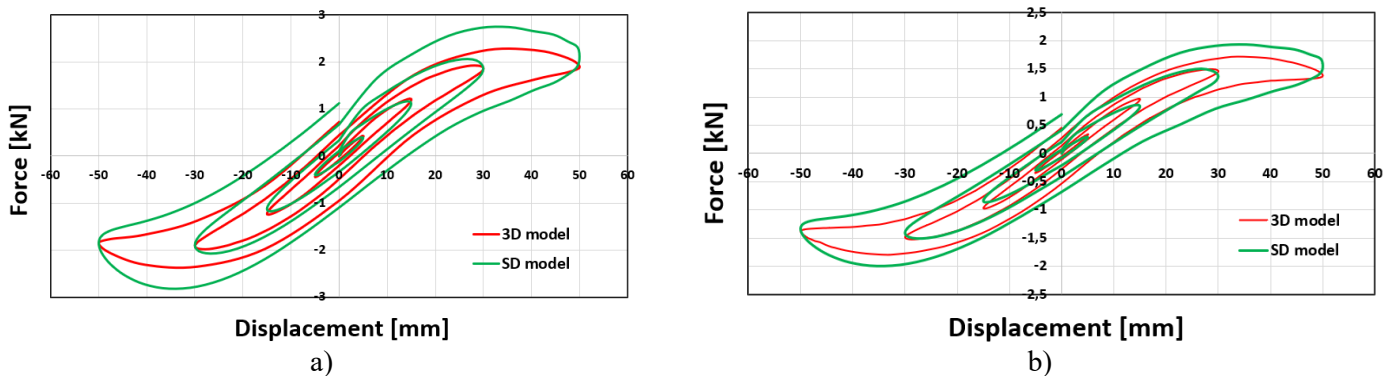 3
2
1
0
-1
-2
-3
-60 -50 -40 -30 -20 -10 0 10 20 30 40 50 60
Force [kN]
3D model
SD model
Displacement [mm]
a)
2,5
2
1,5
1
0,5
0
-0,5
-1
-1,5
-2
2,5
-60 -50 -40 -30 -20 -10 0 10 20 30 40 50 60
Force [kN]
3D model
SD model
Displacement [mm]
b)